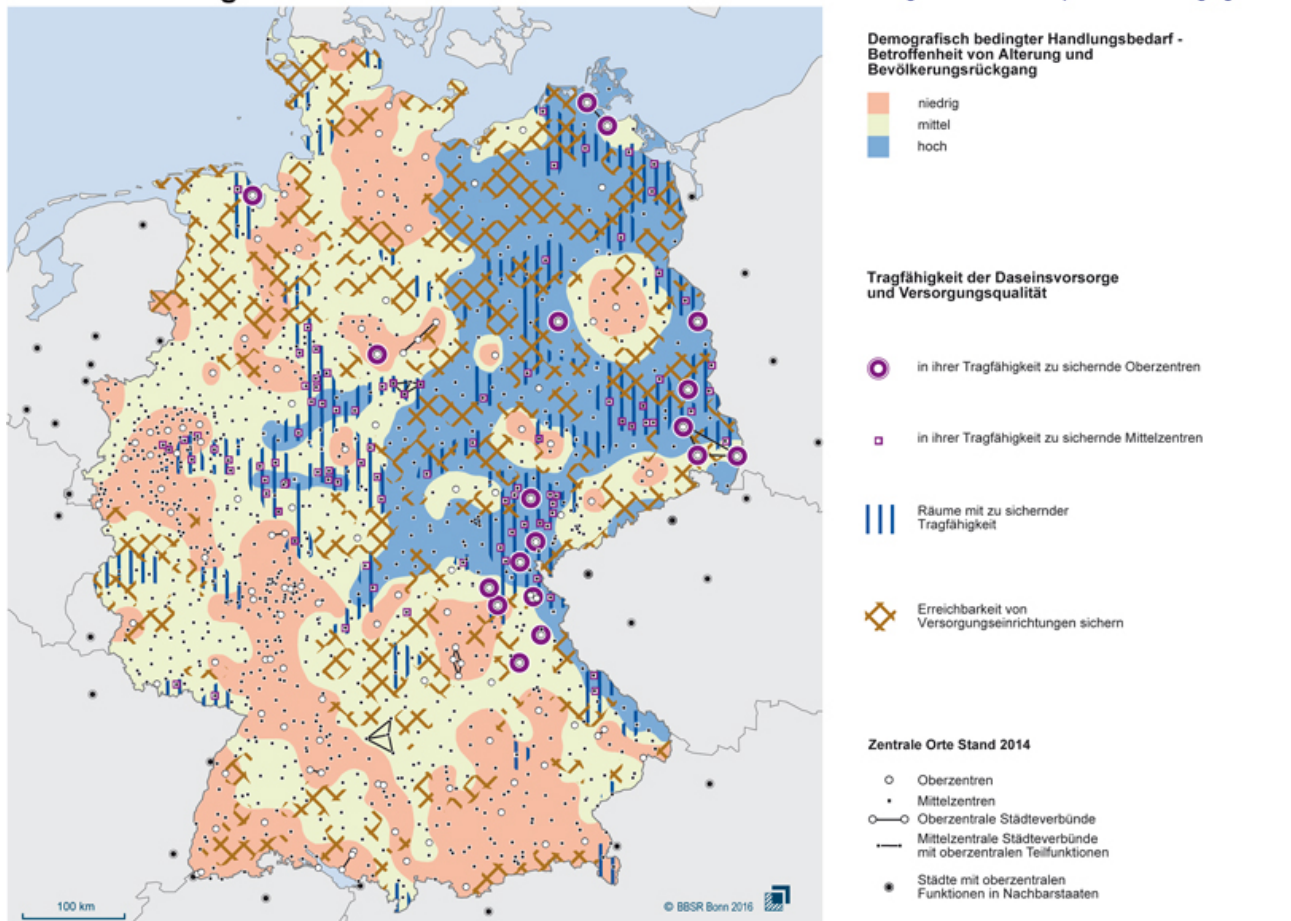 Demografisch bedingter Handlungsbedarf -
Betroffenheit von Alterung und
Bevölkerungsrückgang
niedrig
mittel
hoch
Tragfähigkeit der Daseinsvorsorge
und Versorgungsqualität
in ihrer Tragfähigkeit zu sichernde Oberzentren
in ihrer Tragfähigkeit zu sichernde Mittelzentren
Räume mit zu sichernder
Tragfähigkeit
Erreichbarkeit von
Versorgungseinrichtungen sichern
Zentrale Orte Stand 2014
Oberzentren
Mittelzentren
Oberzentrale Städteverbünde
Mittelzentrale Städteverbünde
mit oberzentralen Teilfunktionen
Städte mit oberzentralen
Funktionen in Nachbarstaaten
100 km
© BBSR Bonn 2016